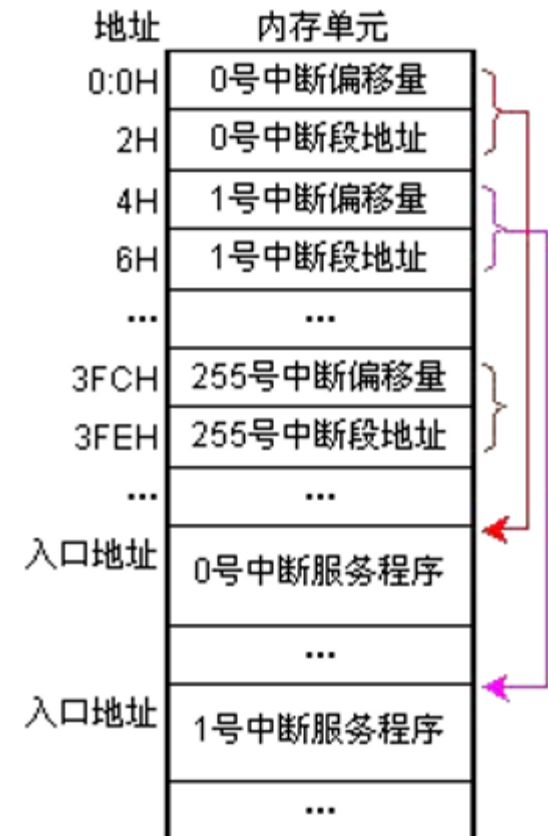 地址 内存单元
0:0H 0号中断偏移量
2H 0号中断段地址
4H 1号中断偏移量
6H 1号中断段地址
... ...
3FCH 255号中断偏移量
3FEH 255号中断段地址
... ...
入口地址 0号中断服务程序
...
入口地址 1号中断服务程序
...